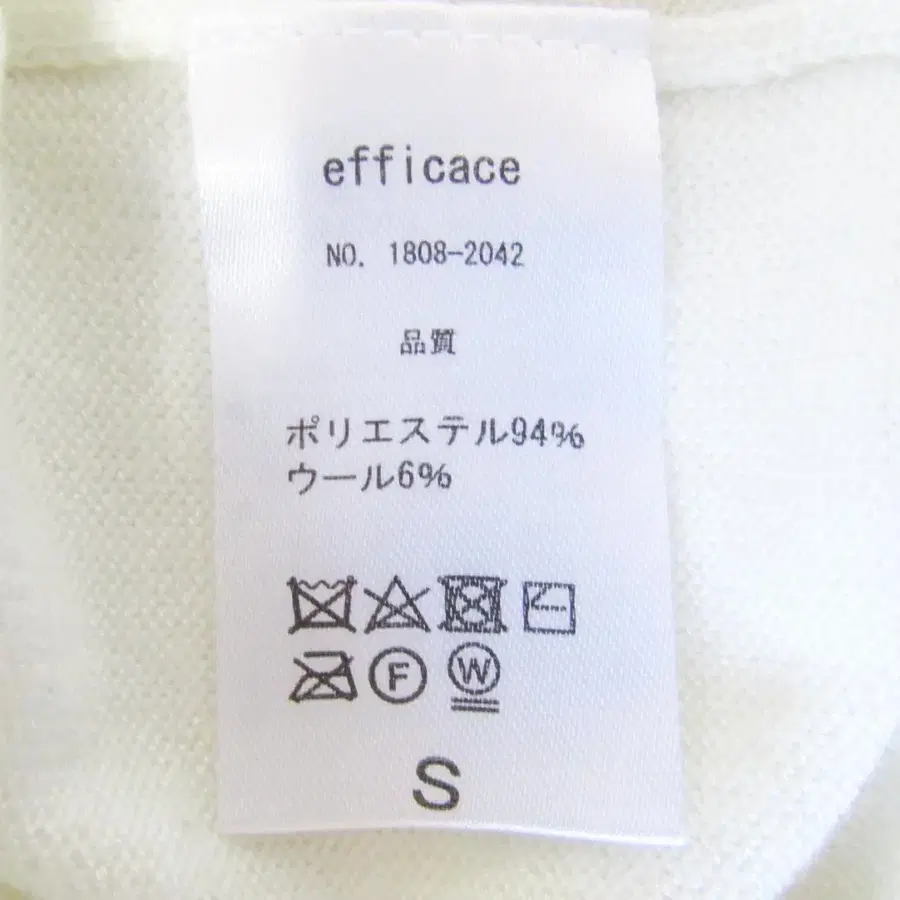 efficace
NO. 1808-2042
品質
ポリエステル94%
ウール6%
F
W
S